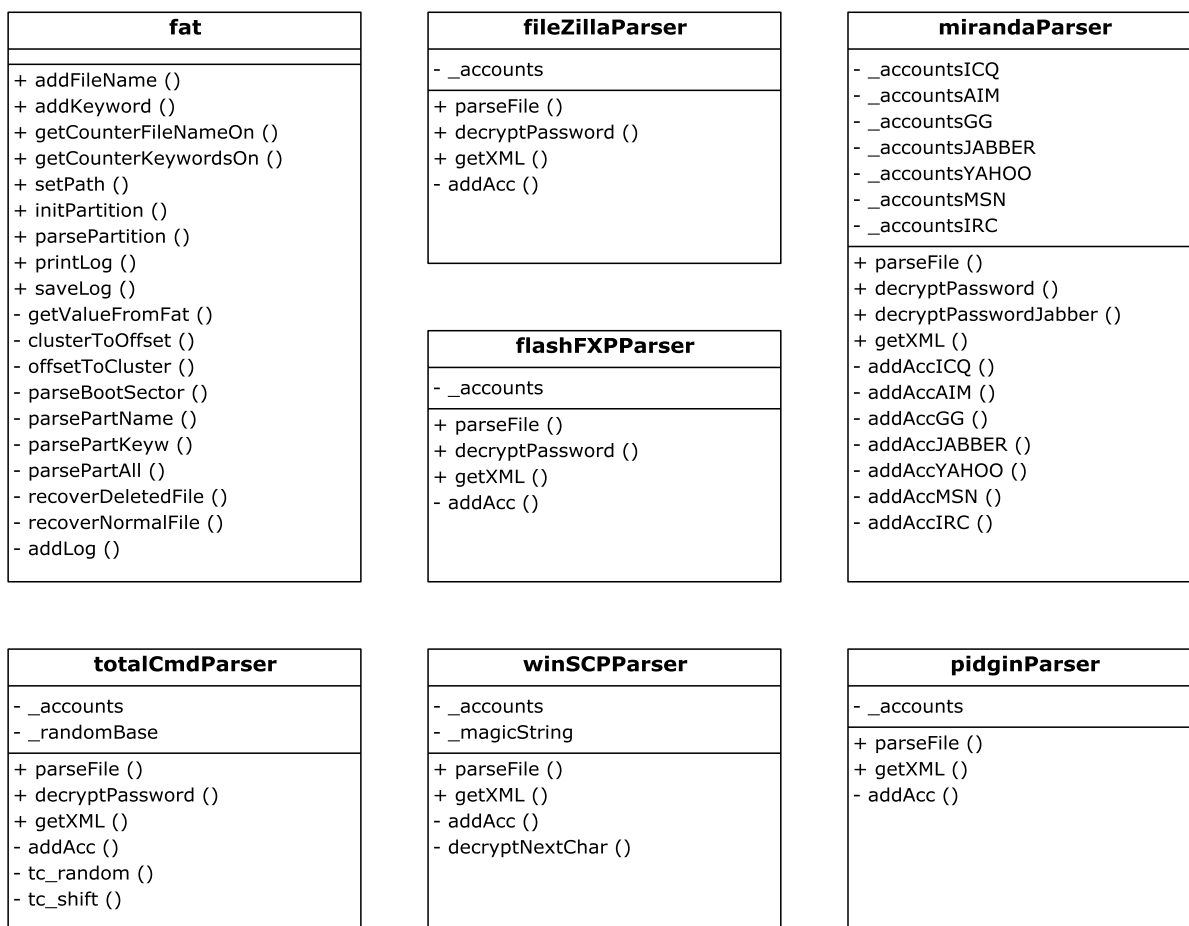 fat
+ addFileName ()
+ addKeyword ()
+ getCounterFileNameOn ()
+ getCounterKeywordsOn ()
+ setPath ()
+ initPartition ()
+ parsePartition ()
+ printLog ()
+ saveLog ()
- getValueFromFat ()
- clusterToOffset ()
- offsetToCluster ()
- parseBootSector ()
- parsePartName ()
- parsePartKeyw ()
- parsePartAll ()
- recoverDeletedFile ()
- recoverNormalFile ()
- addLog ()
fileZillaParser
- _accounts
+ parseFile ()
+ decryptPassword ()
+ getXML ()
- addAcc ()
flashFXPParser
- _accounts
+ parseFile ()
+ decryptPassword ()
+ getXML ()
- addAcc ()
mirandaParser
- _accountsICQ
- _accountsAIM
- _accountsGG
- _accountsJABBER
- _accountsYAHOO
- _accountsMSN
- _accountsIRC
+ parseFile ()
+ decryptPassword ()
+ decryptPasswordJabber ()
+ getXML ()
- addAccICQ ()
- addAccAIM ()
- addAccGG ()
- addAccJABBER ()
- addAccYAHOO ()
- addAccMSN ()
- addAccIRC ()
totalCmdParser
- _accounts
- _randomBase
+ parseFile ()
+ decryptPassword ()
+ getXML ()
- addAcc ()
- tc_random ()
- tc_shift ()
winSCPParser
- _accounts
- _magicString
+ parseFile ()
+ getXML ()
- addAcc ()
- decryptNextChar ()
pidginParser
- _accounts
+ parseFile ()
+ getXML ()
- addAcc ()